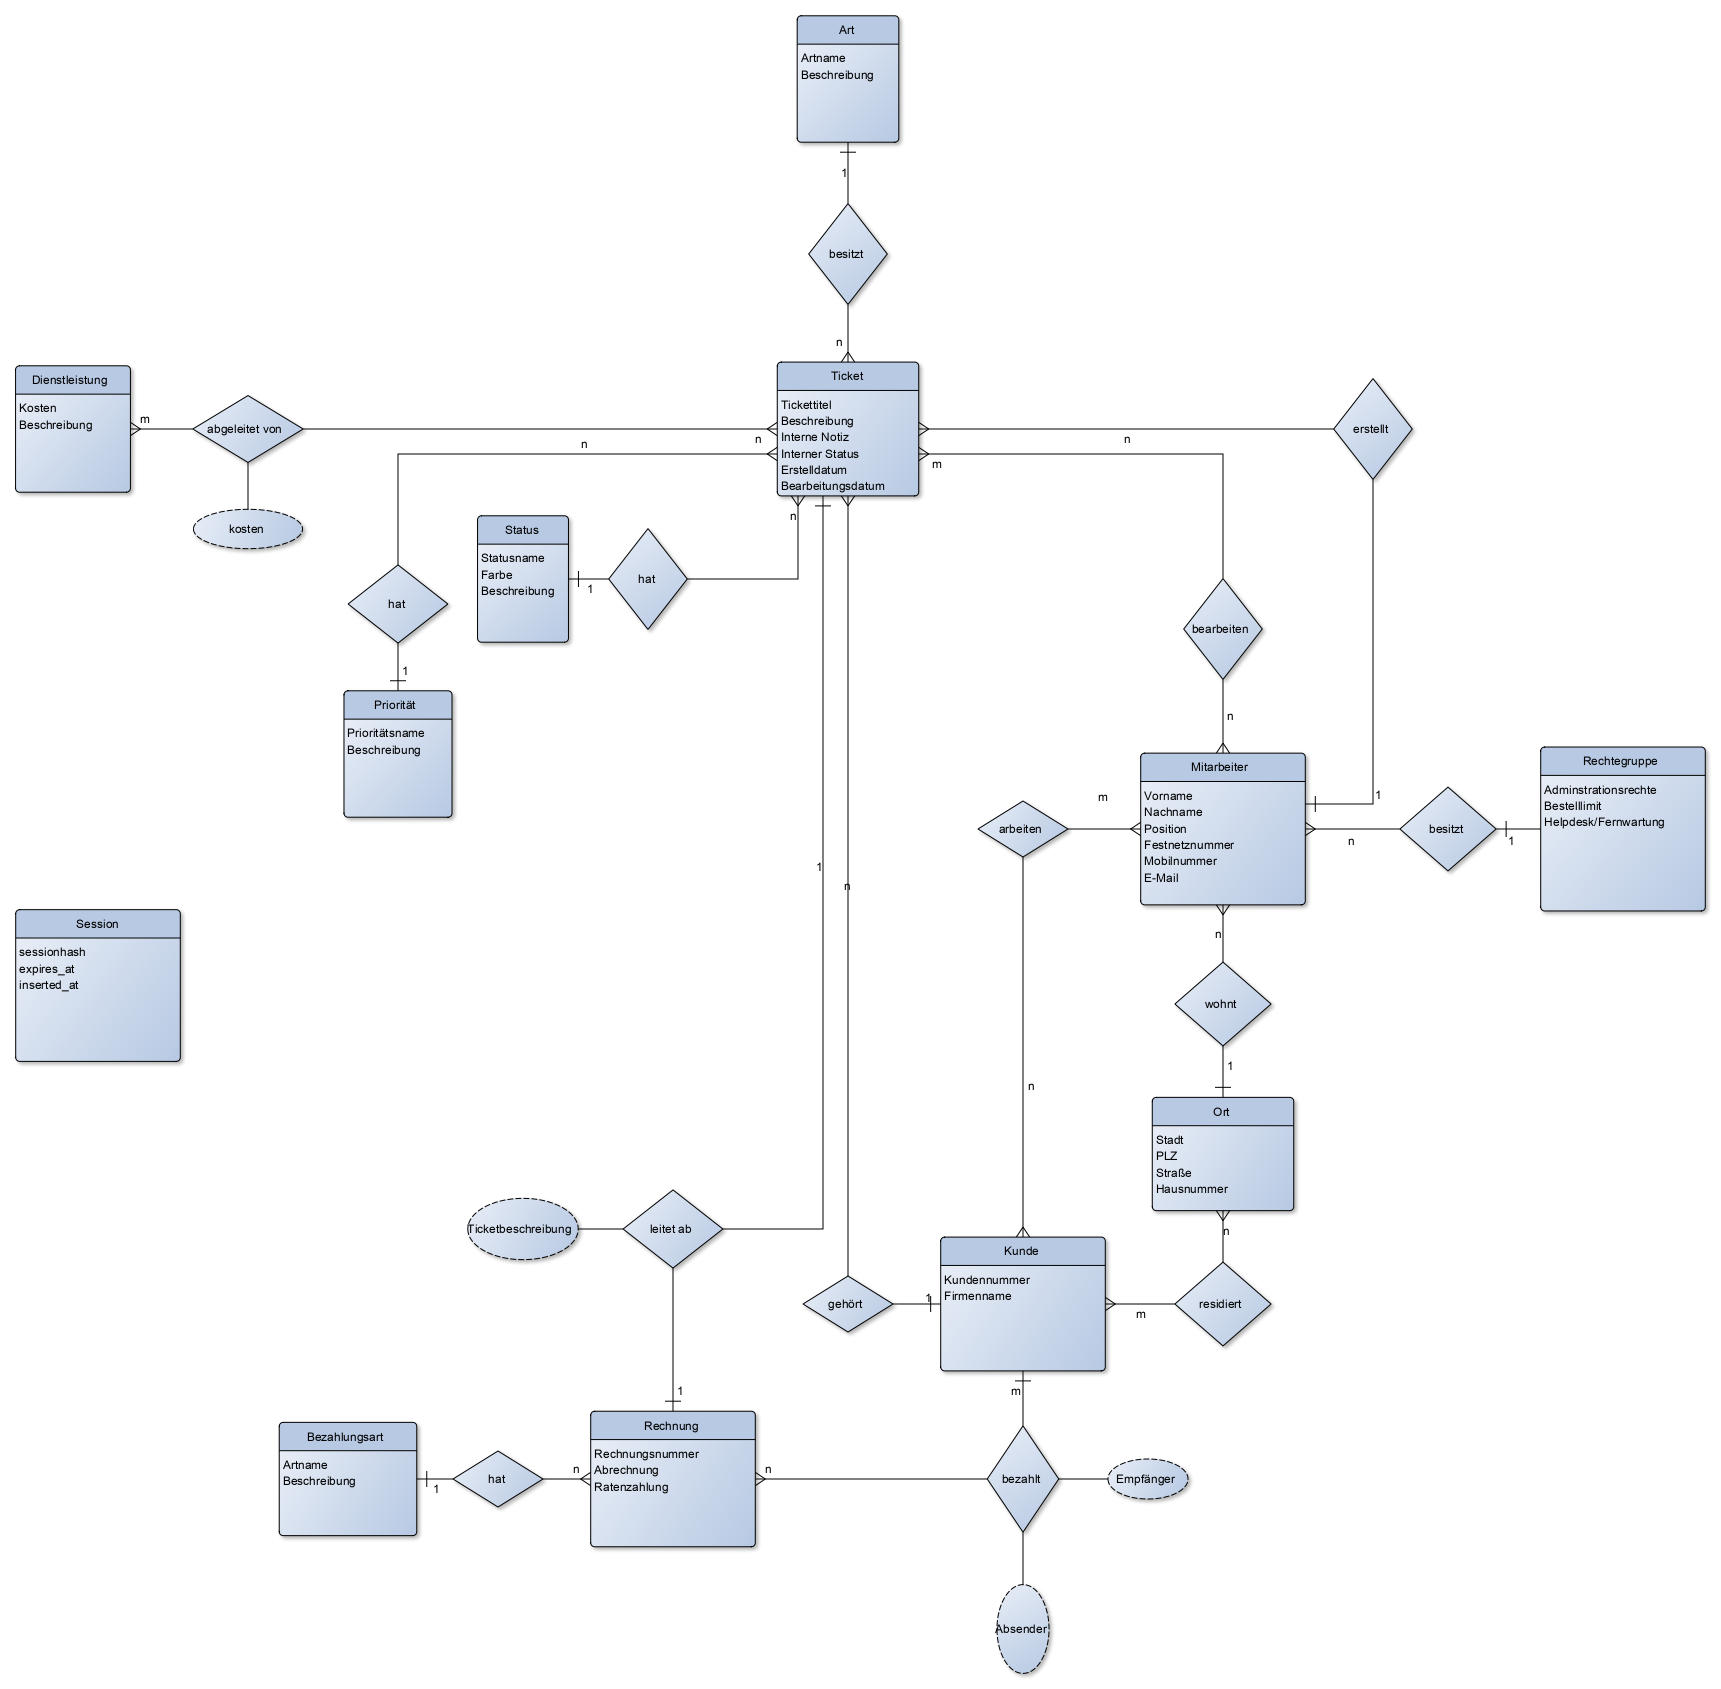 Art
Artname
Beschreibung
1
besitzt
n
Dienstleistung
Kosten
Beschreibung
m
abgeleitet von
n
n
kosten
Ticket
Tickettitel
Beschreibung
Interne Notiz
Interner Status
Erstelldatum
Bearbeitungsdatum
n
m
erstellt
n
Status
Statusname
Farbe
Beschreibung
1
hat
hat
1
bearbeiten
n
Priorität
Prioritätsname
Beschreibung
Mitarbeiter
Vorname
Nachname
Position
Festnetznummer
Mobilnummer
E-Mail
1
Rechtegruppe
Adminstrationsrechte
Bestelllimit
Helpdesk/Fernwartung
arbeiten
m
n
besitzt
1
1
n
Session
sessionhash
expires_at
inserted_at
n
wohnt
1
n
Ort
Stadt
PLZ
Straße
Hausnummer
n
Ticketbeschreibung
leitet ab
gehört
1
Kunde
Kundennummer
Firmenname
m
residiert
1
m
Bezahlungsart
Artname
Beschreibung
1
hat
n
Rechnung
Rechnungsnummer
Abrechnung
Ratenzahlung
n
bezahlt
Empfänger
Absender